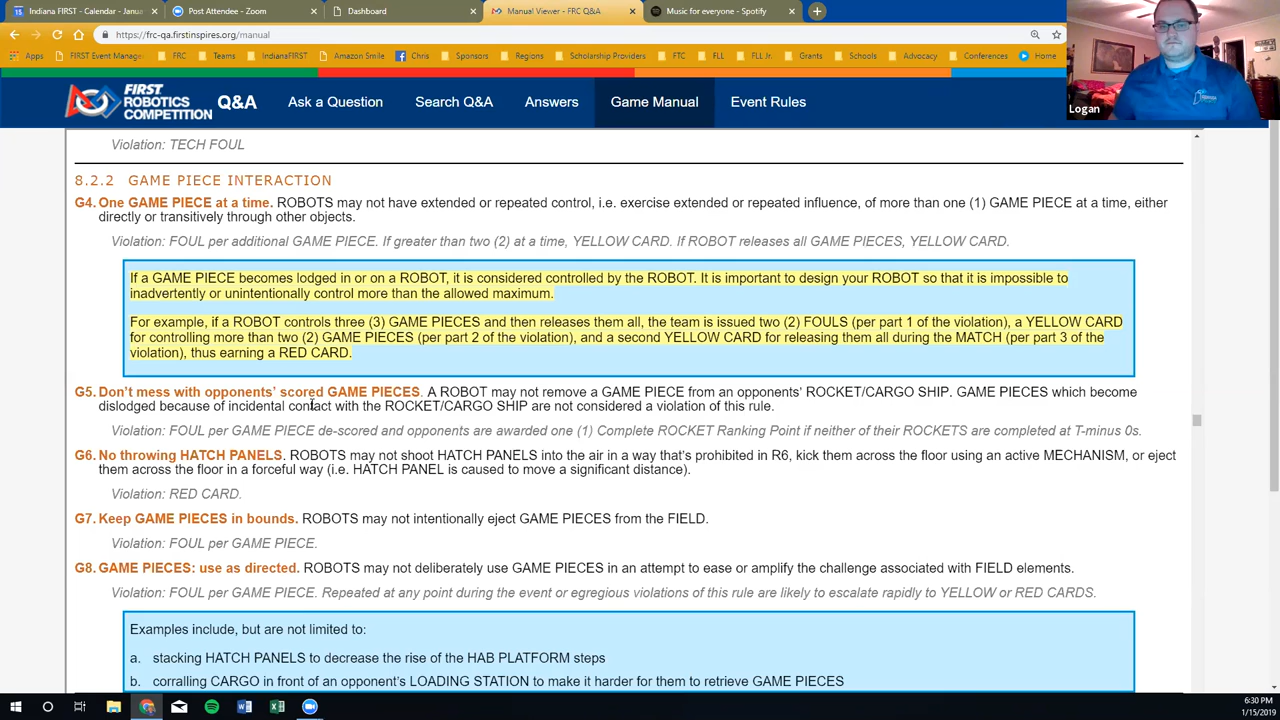 Indiana FIRST - Calendar - Janua
Post Attendee - Zoom
Dashboard
Manual Viewer - FRC Q&A
Music for everyone - Spotify
https://frc-qa.firstinspires.org/manual
Apps
FIRST Event Manage
FRC
Teams
IndianaFIRST
Amazon Smile
Chris
Sponsors
Regions
Scholarship Providers
FTC
FLL
FLL Jr.
Grants
Schools
Advocacy
Conferences
Home
Logan
FIRST
ROBOTICS
COMPETITION
Q&A
Ask a Question
Search Q&A
Answers
Game Manual
Event Rules
Violation: TECH FOUL
8.2.2 GAME PIECE INTERACTION
G4. One GAME PIECE at a time. ROBOTS may not have extended or repeated control, i.e. exercise extended or repeated influence, of more than one (1) GAME PIECE at a time, either
directly or transitively through other objects.
Violation: FOUL per additional GAME PIECE. If greater than two (2) at a time, YELLOW CARD. If ROBOT releases all GAME PIECES, YELLOW CARD.
If a GAME PIECE becomes lodged in or on a ROBOT, it is considered controlled by the ROBOT. It is important to design your ROBOT so that it is impossible to
inadvertently or unintentionally control more than the allowed maximum.
For example, if a ROBOT controls three (3) GAME PIECES and then releases them all, the team is issued two (2) FOULS (per part 1 of the violation), a YELLOW CARD
for controlling more than two (2) GAME PIECES (per part 2 of the violation), and a second YELLOW CARD for releasing them all during the MATCH (per part 3 of the
violation), thus earning a RED CARD.
G5. Don't mess with opponents' scored GAME PIECES. A ROBOT may not remove a GAME PIECE from an opponents' ROCKET/CARGO SHIP. GAME PIECES which become
dislodged because of incidental contact with the ROCKET/CARGO SHIP are not considered a violation of this rule.
Violation: FOUL per GAME PIECE de-scored and opponents are awarded one (1) Complete ROCKET Ranking Point if neither of their ROCKETS are completed at T-minus 0s.
G6. No throwing HATCH PANELS. ROBOTS may not shoot HATCH PANELS into the air in a way that's prohibited in R6, kick them across the floor using an active MECHANISM, or eject
them across the floor in a forceful way (i.e. HATCH PANEL is caused to move a significant distance).
Violation: RED CARD.
G7. Keep GAME PIECES in bounds. ROBOTS may not intentionally eject GAME PIECES from the FIELD.
Violation: FOUL per GAME PIECE.
G8. GAME PIECES: use as directed. ROBOTS may not deliberately use GAME PIECES in an attempt to ease or amplify the challenge associated with FIELD elements.
Violation: FOUL per GAME PIECE. Repeated at any point during the event or egregious violations of this rule are likely to escalate rapidly to YELLOW or RED CARDS.
Examples include, but are not limited to:
a. stacking HATCH PANELS to decrease the rise of the HAB PLATFORM steps
b. corralling CARGO in front of an opponent's LOADING STATION to make it harder for them to retrieve GAME PIECES
6:30 PM
1/15/2019